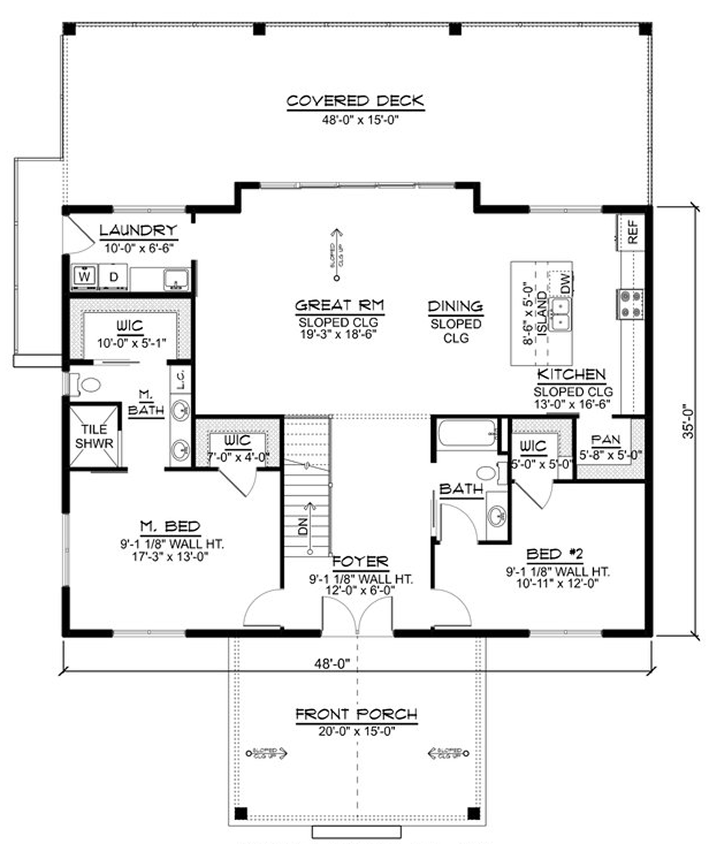 COVERED DECK
48'-0" x 15'-0"
LAUNDRY
10'-0" x 6'-6"
W
D
REF
SLOPED
CLG UP
GREAT RM
SLOPED CLG
19'-3" x 18'-6"
DINING
SLOPED
CLG
8'-6" x 5'-0"
ISLAND
DW
WIC
10'-0" x 5'-1"
KITCHEN
SLOPED CLG
13'-0" x 16'-6"
L.C.
M.
BATH
TILE
SHWR
WIC
7'-0" x 4'-0"
WIC
5'-0" x 5'-0"
PAN
5'-8" x 5'-0"
35'-0"
BATH
M. BED
9'-1 1/8" WALL HT.
17'-3" x 13'-0"
DN
FOYER
9'-1 1/8" WALL HT.
12'-0" x 6'-0"
BED #2
9'-1 1/8" WALL HT.
10'-11" x 12'-0"
48'-0"
FRONT PORCH
20'-0" x 15'-0"
SLOPED
CLG UP
SLOPED
CLG UP